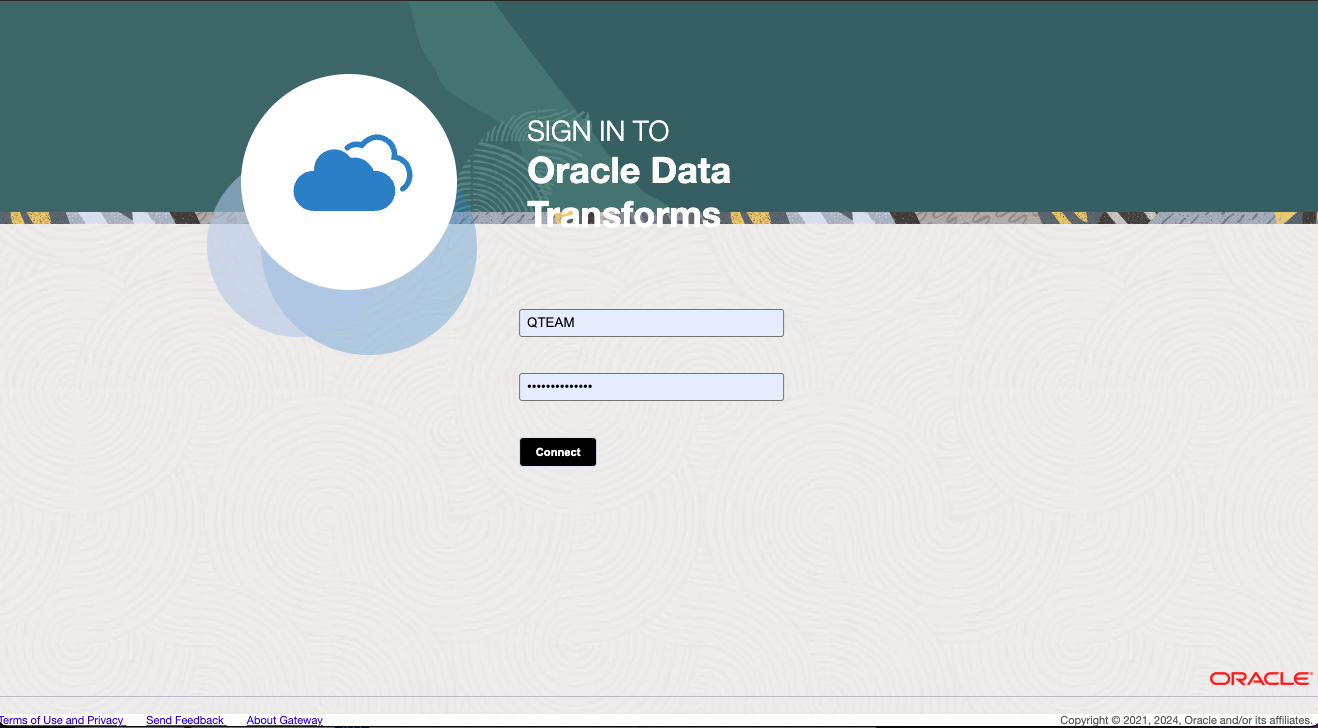 SIGN IN TO
Oracle Data
Transforms
QTEAM
••••••••••••••
Connect
ORACLE
Terms of Use and Privacy Send Feedback About Gateway Copyright © 2021, 2024, Oracle and/or its affiliates.